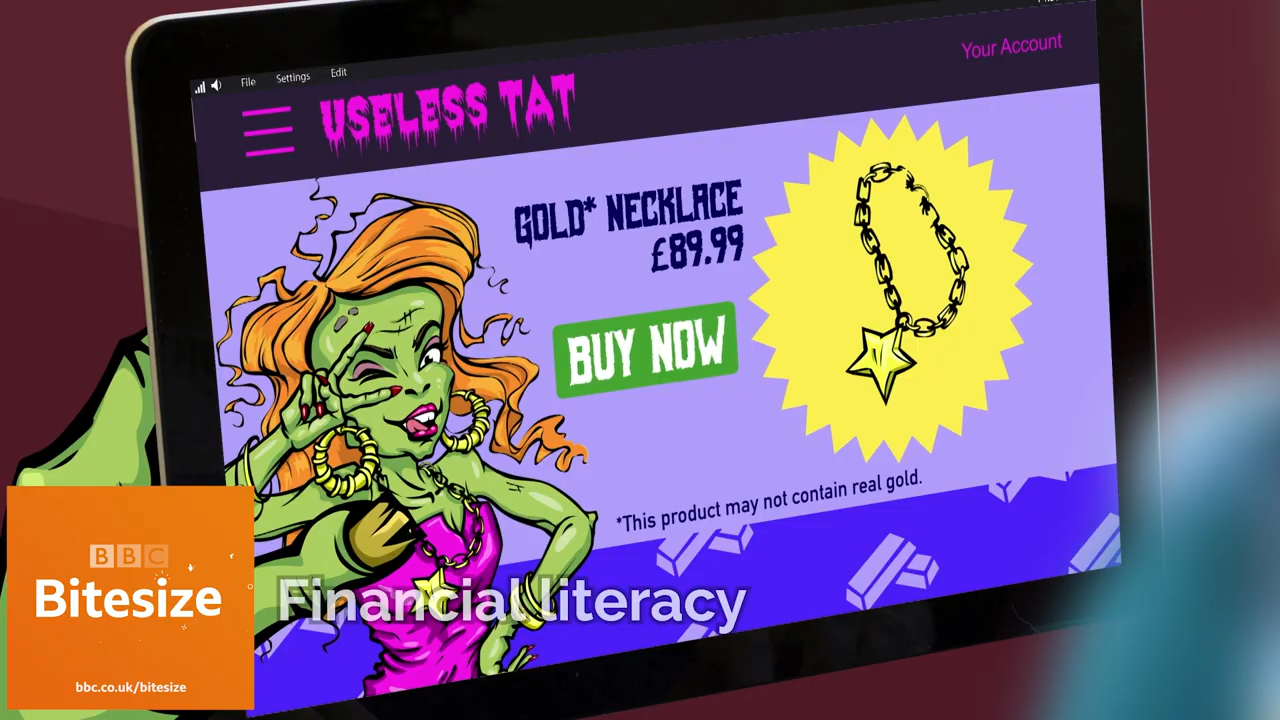 File Settings Edit
Your Account
USELESS TAT
GOLD* NECKLACE
£89.99
BUY NOW
*This product may not contain real gold.
BBC
Bitesize
bbc.co.uk/bitesize
Financial literacy